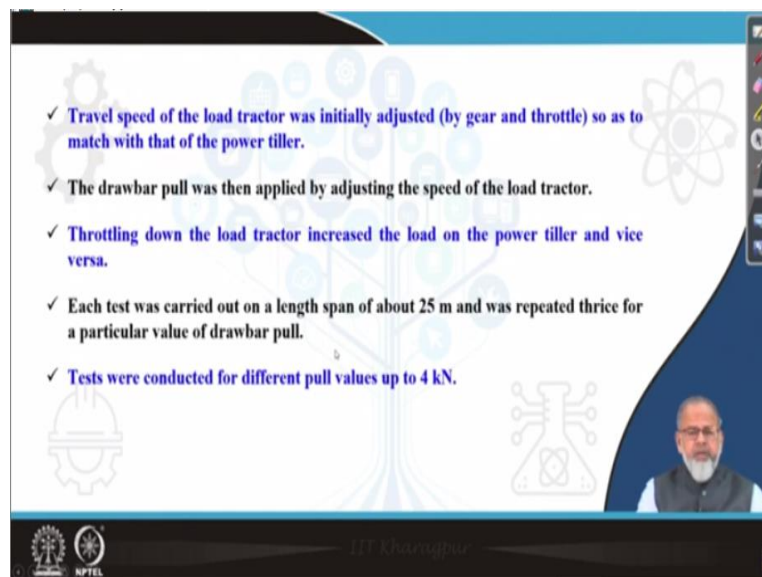 ✓ Travel speed of the load tractor was initially adjusted (by gear and throttle) so as to
match with that of the power tiller.
✓ The drawbar pull was then applied by adjusting the speed of the load tractor.
✓ Throttling down the load tractor increased the load on the power tiller and vice
versa.
✓ Each test was carried out on a length span of about 25 m and was repeated thrice for
a particular value of drawbar pull.
✓ Tests were conducted for different pull values up to 4 kN.
IIT Kharagpur
NPTEL